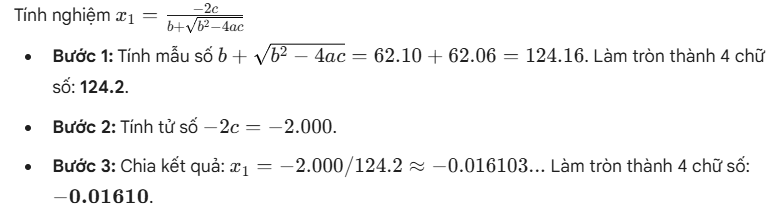 Tính nghiệm $x_1 = \frac{-2c}{b+\sqrt{b^2-4ac}}$
• Bước 1: Tính mẫu số $b + \sqrt{b^2 - 4ac} = 62.10 + 62.06 = 124.16$. Làm tròn thành 4 chữ
số: 124.2.
• Bước 2: Tính tử số $-2c = -2.000$.
• Bước 3: Chia kết quả: $x_1 = -2.000/124.2 \approx -0.016103...$ Làm tròn thành 4 chữ số:
$-0.01610$.